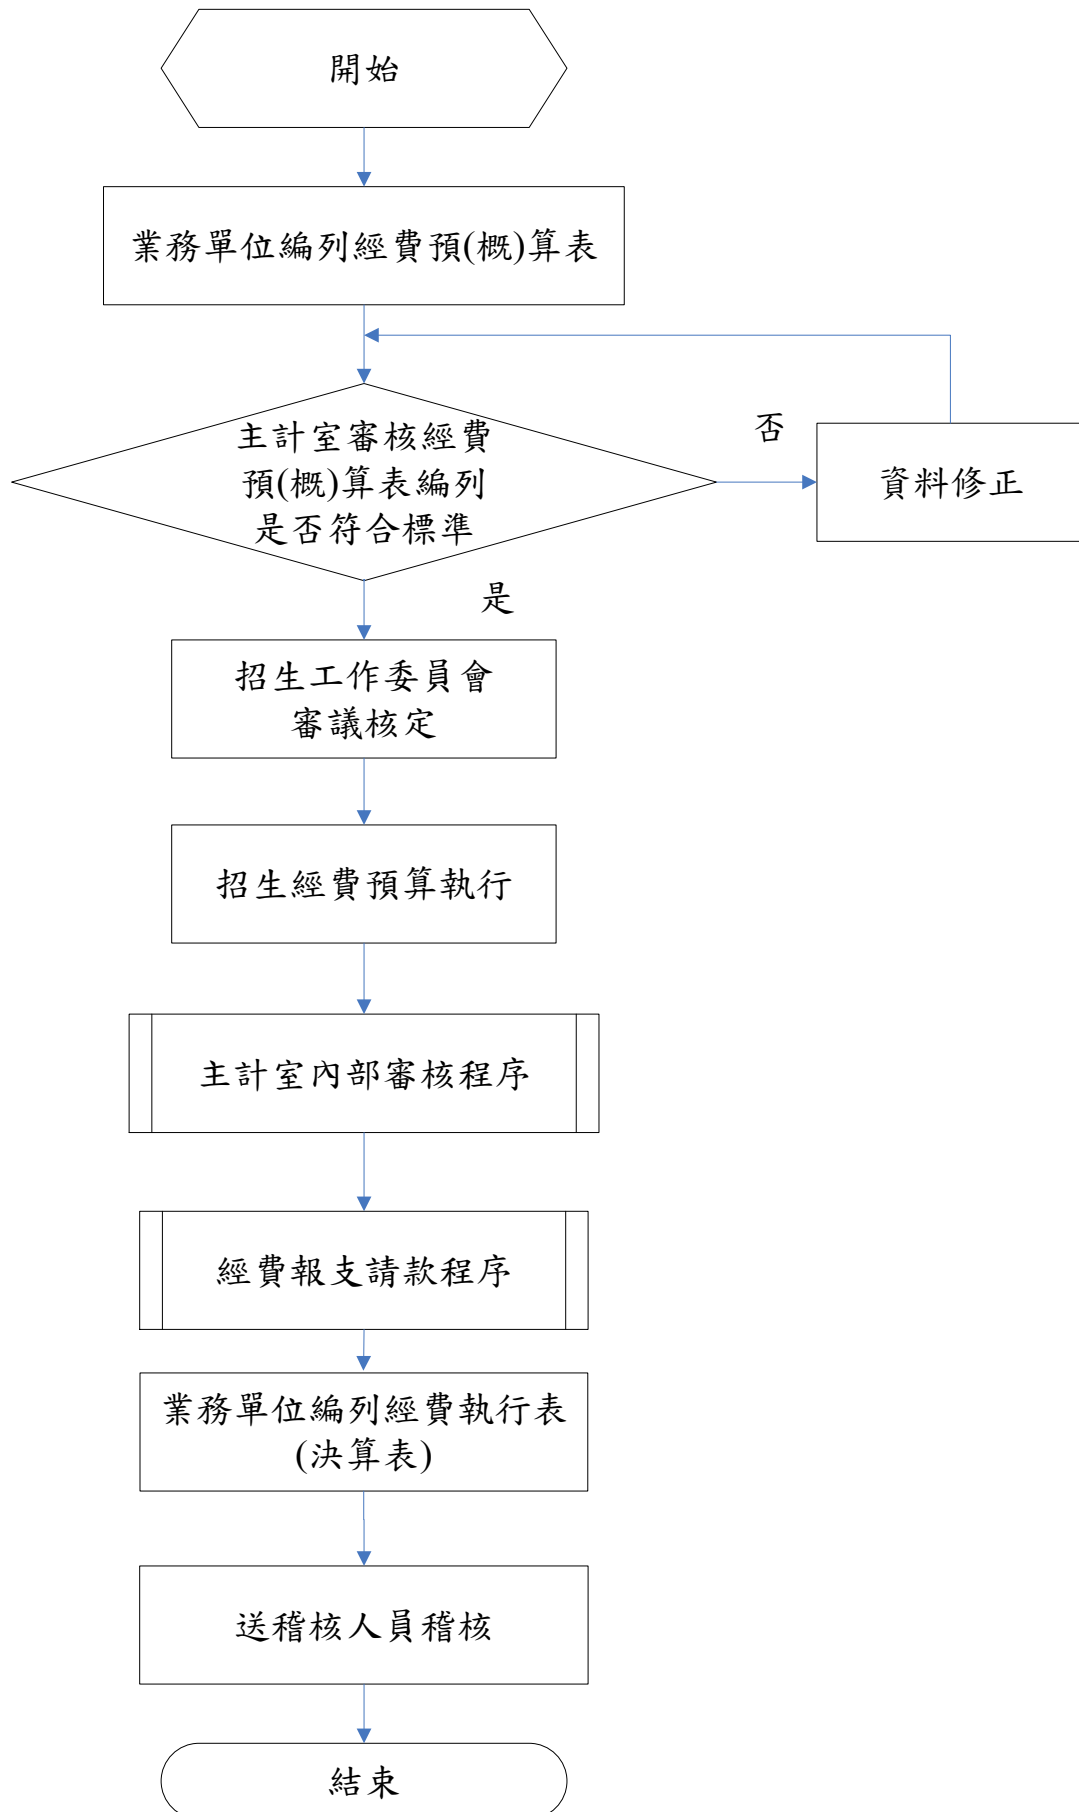 開始
業務單位編列經費預(概)算表
主計室審核經費
預(概)算表編列
是否符合標準
否
資料修正
是
招生工作委員會
審議核定
招生經費預算執行
主計室內部審核程序
經費報支請款程序
業務單位編列經費執行表
(決算表)
送稽核人員稽核
結束